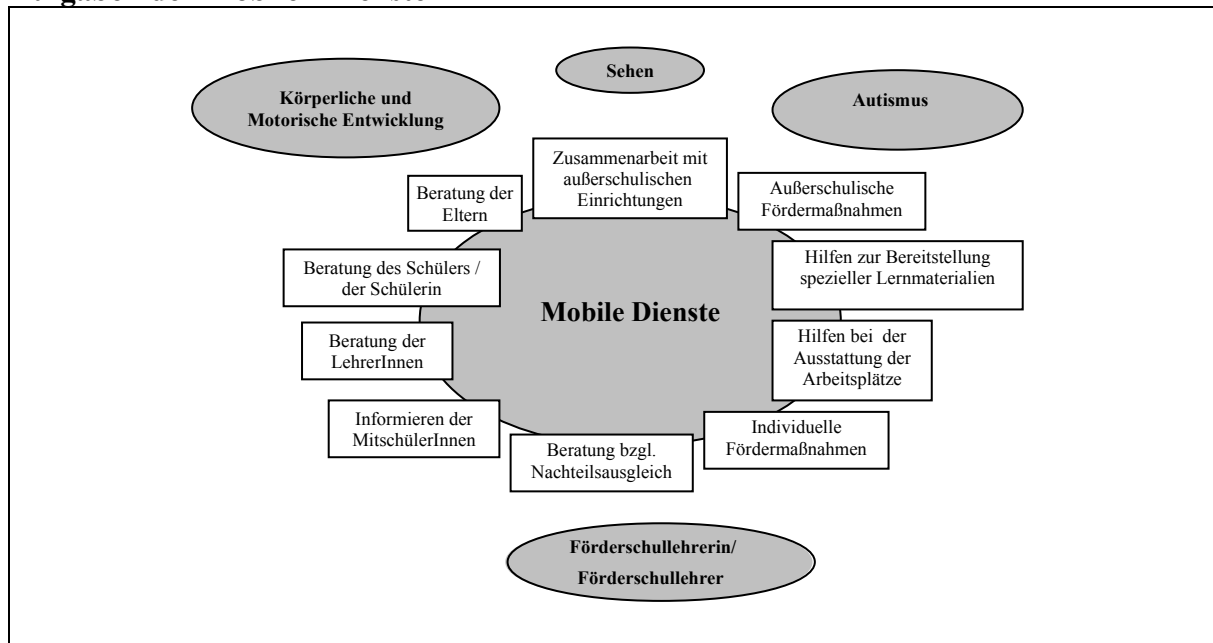 Sehen
Körperliche und
Motorische Entwicklung
Autismus
Zusammenarbeit mit
außerschulischen
Einrichtungen
Beratung der
Eltern
Außerschulische
Fördermaßnahmen
Beratung des Schülers /
der Schülerin
Hilfen zur Bereitstellung
spezieller Lernmaterialien
Mobile Dienste
Beratung der
LehrerInnen
Hilfen bei der
Ausstattung der
Arbeitsplätze
Informieren der
MitschülerInnen
Individuelle
Fördermaßnahmen
Beratung bzgl.
Nachteilsausgleich
Förderschullehrerin/
Förderschullehrer